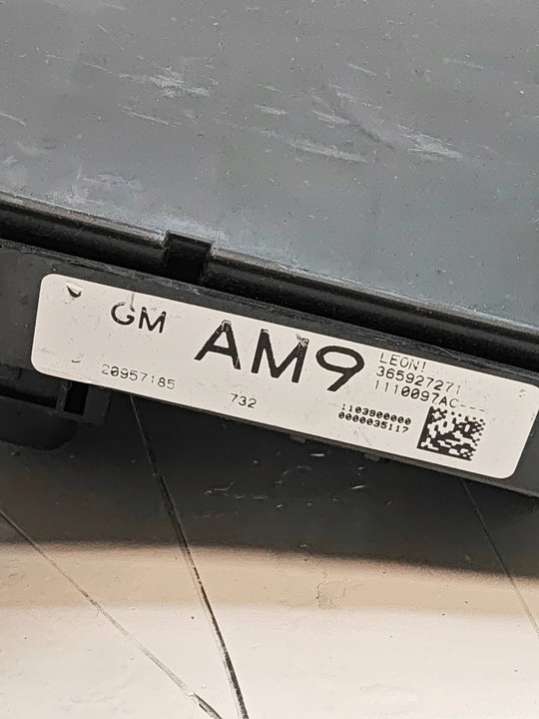 GM
AM9
LEONI
365927271
1110097AC---
20957185
732
1103900000
0000035117